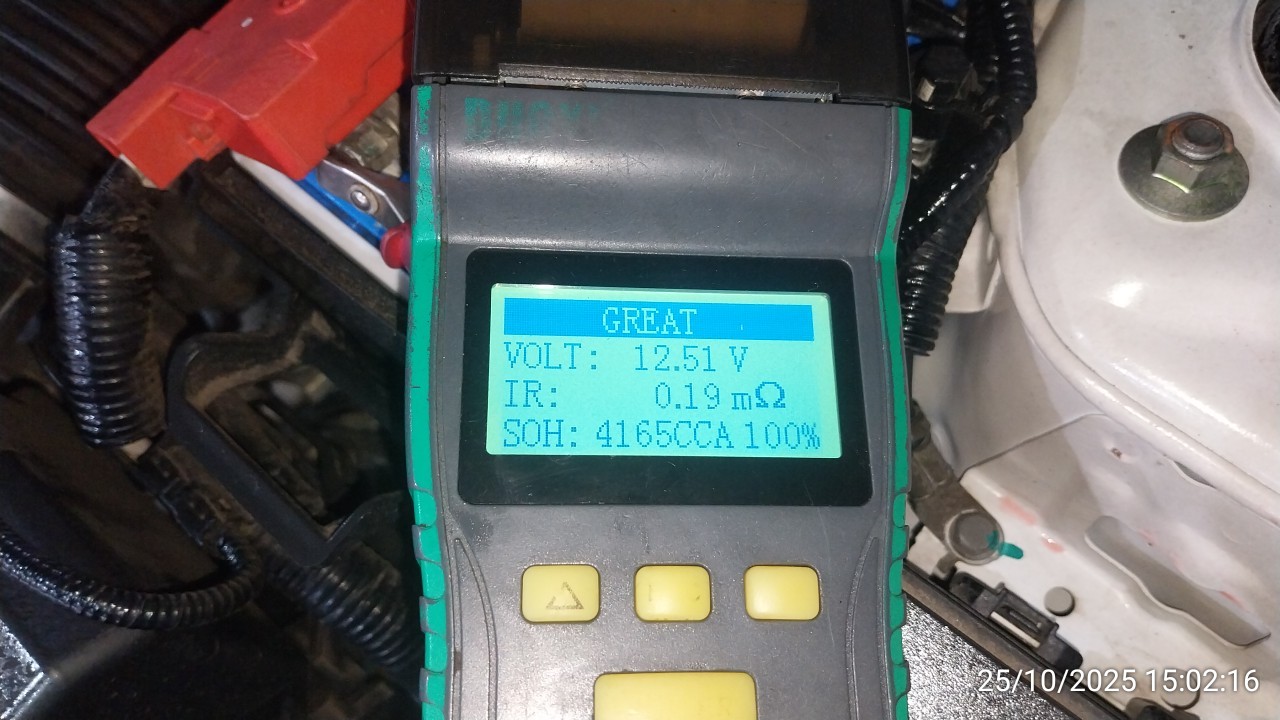 GREAT
VOLT: 12.51 V
IR: 0.19 mΩ
SOH: 4165CCA 100%
25/10/2025 15:02:16